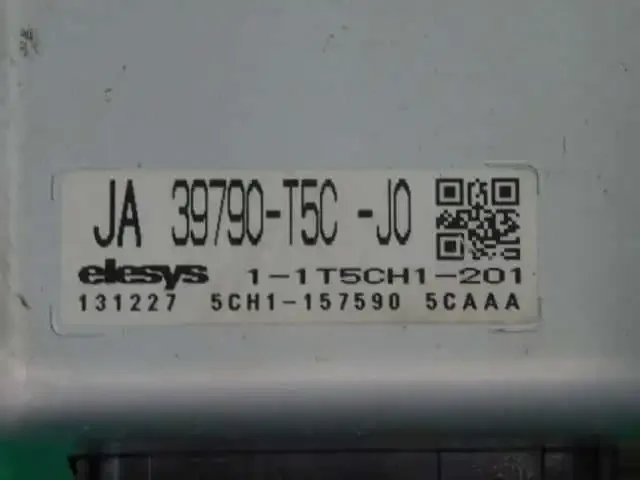 JA 39790-T5C -J0
elesys 1-1T5CH1-201
131227 5CH1-157590 5CAAA